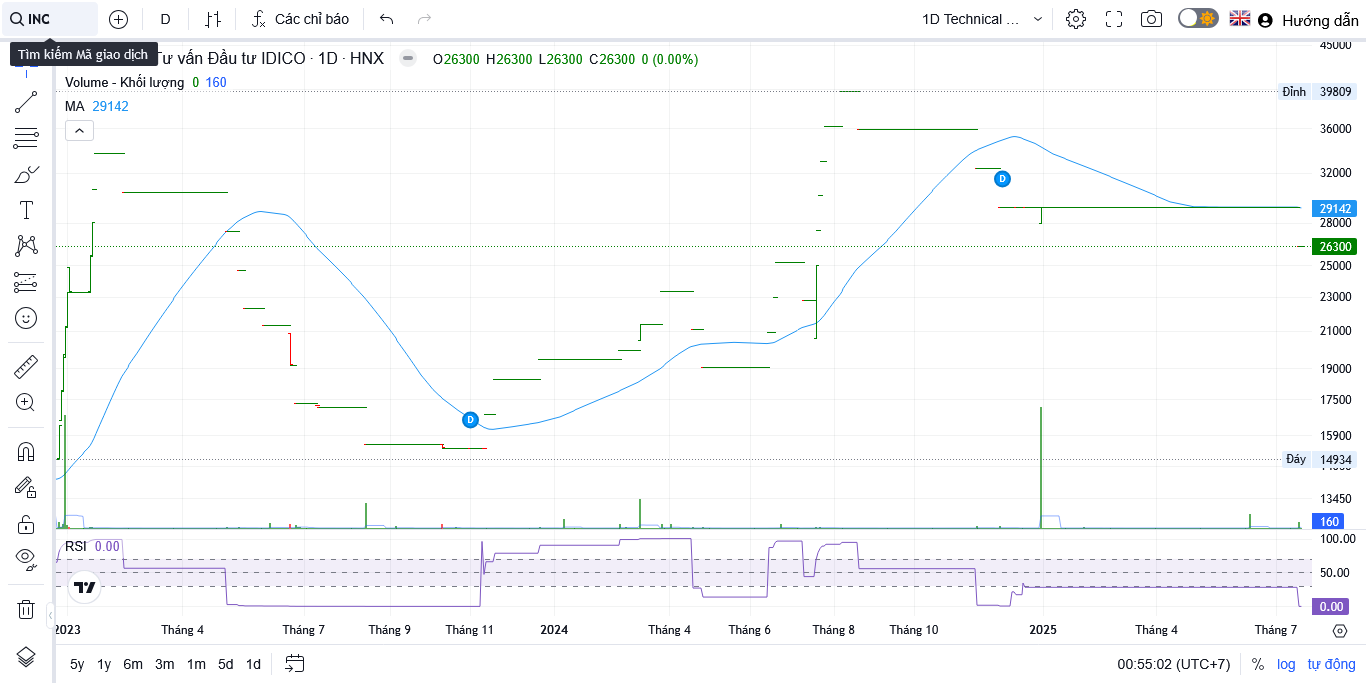 INC
D
Các chỉ báo
1D Technical ...
Hướng dẫn
Tìm kiếm Mã giao dịch
Tư vấn Đầu tư IDICO · 1D · HNX
O26300 H26300 L26300 C26300 0 (0.00%)
Volume - Khối lượng 0 160
MA 29142
45000
Đỉnh 39809
36000
32000
D
29142
28000
26300
25000
23000
21000
19000
17500
D
15900
Đáy 14934
13450
160
RSI 0.00
100.00
50.00
0.00
2023 Tháng 4 Tháng 7 Tháng 9 Tháng 11 2024 Tháng 4 Tháng 6 Tháng 8 Tháng 10 2025 Tháng 4 Tháng 7
5y 1y 6m 3m 1m 5d 1d
00:55:02 (UTC+7) % log tự động